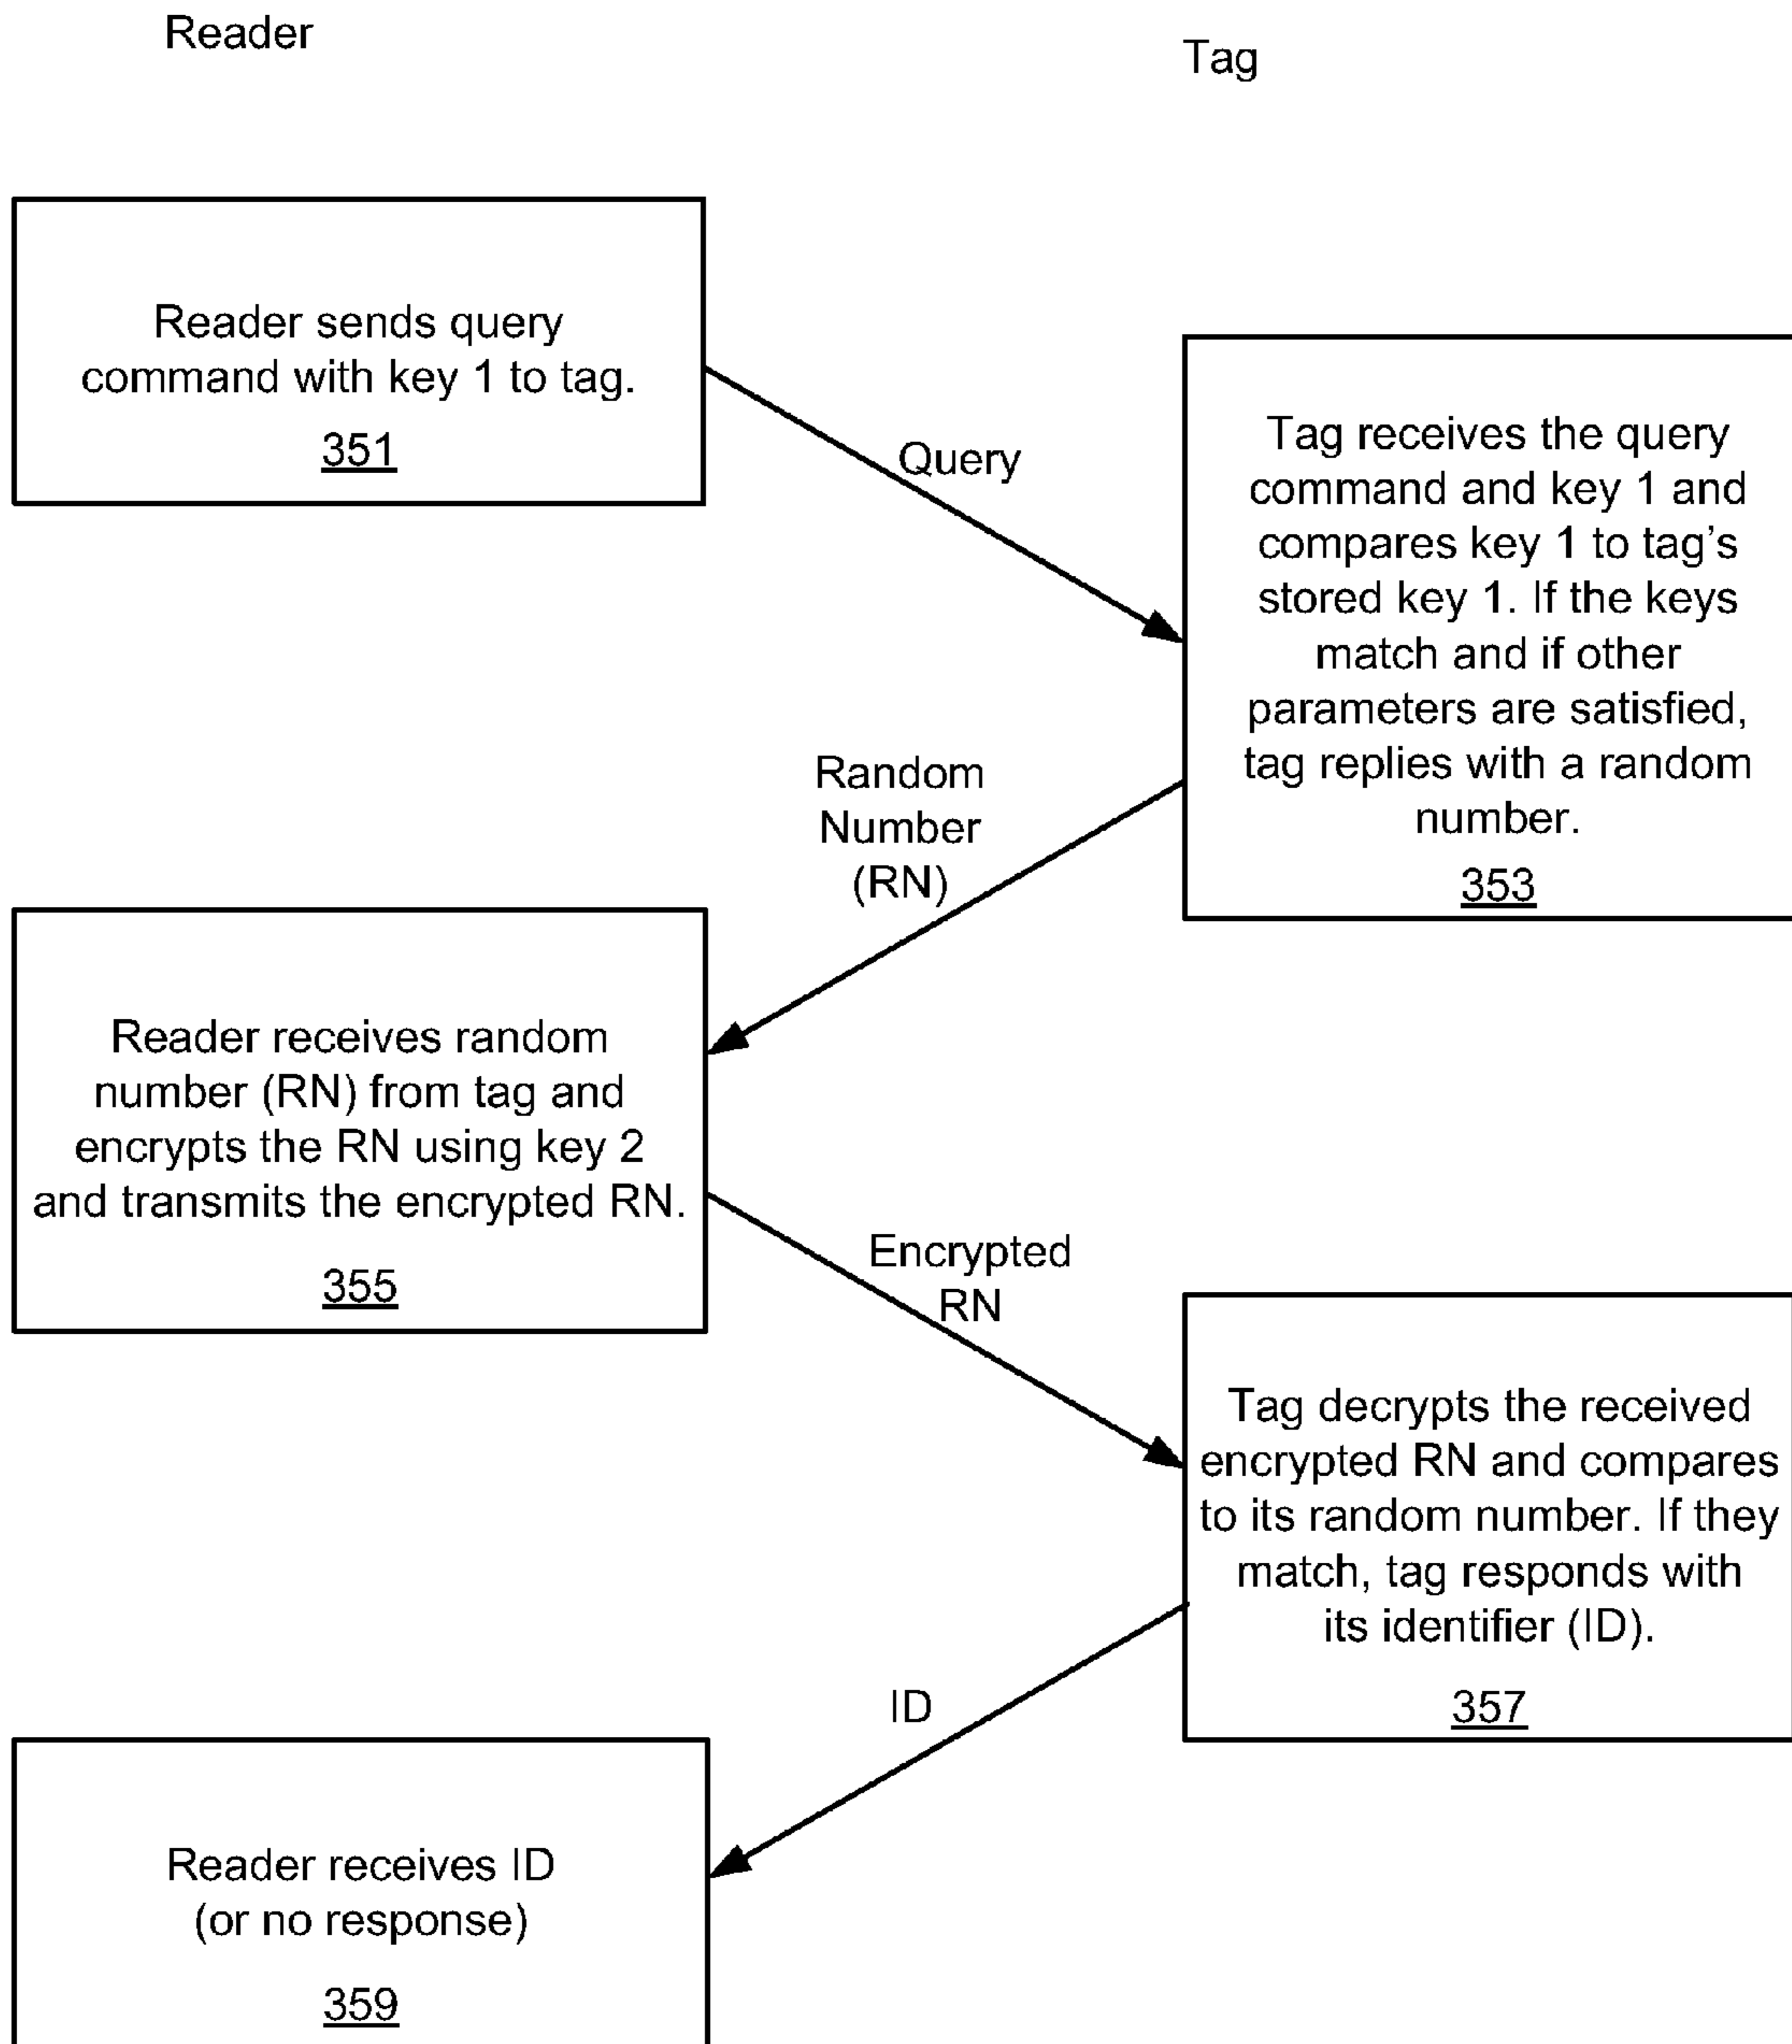 Reader
Tag
Reader sends query
command with key 1 to tag.
351
Query
Tag receives the query
command and key 1 and
compares key 1 to tag’s
stored key 1. If the keys
match and if other
parameters are satisfied,
tag replies with a random
number.
353
Random
Number
(RN)
Reader receives random
number (RN) from tag and
encrypts the RN using key 2
and transmits the encrypted RN.
355
Encrypted
RN
Tag decrypts the received
encrypted RN and compares
to its random number. If they
match, tag responds with
its identifier (ID).
357
ID
Reader receives ID
(or no response)
359